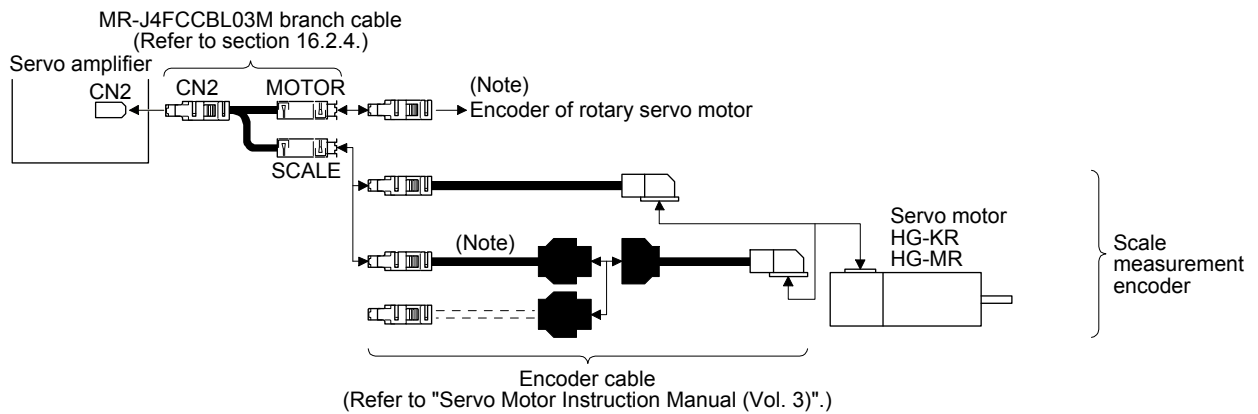 MR-J4FCCBL03M branch cable
(Refer to section 16.2.4.)
Servo amplifier
CN2
CN2
MOTOR
(Note)
Encoder of rotary servo motor
SCALE
Servo motor
HG-KR
HG-MR
(Note)
Scale
measurement
encoder
Encoder cable
(Refer to "Servo Motor Instruction Manual (Vol. 3)".)